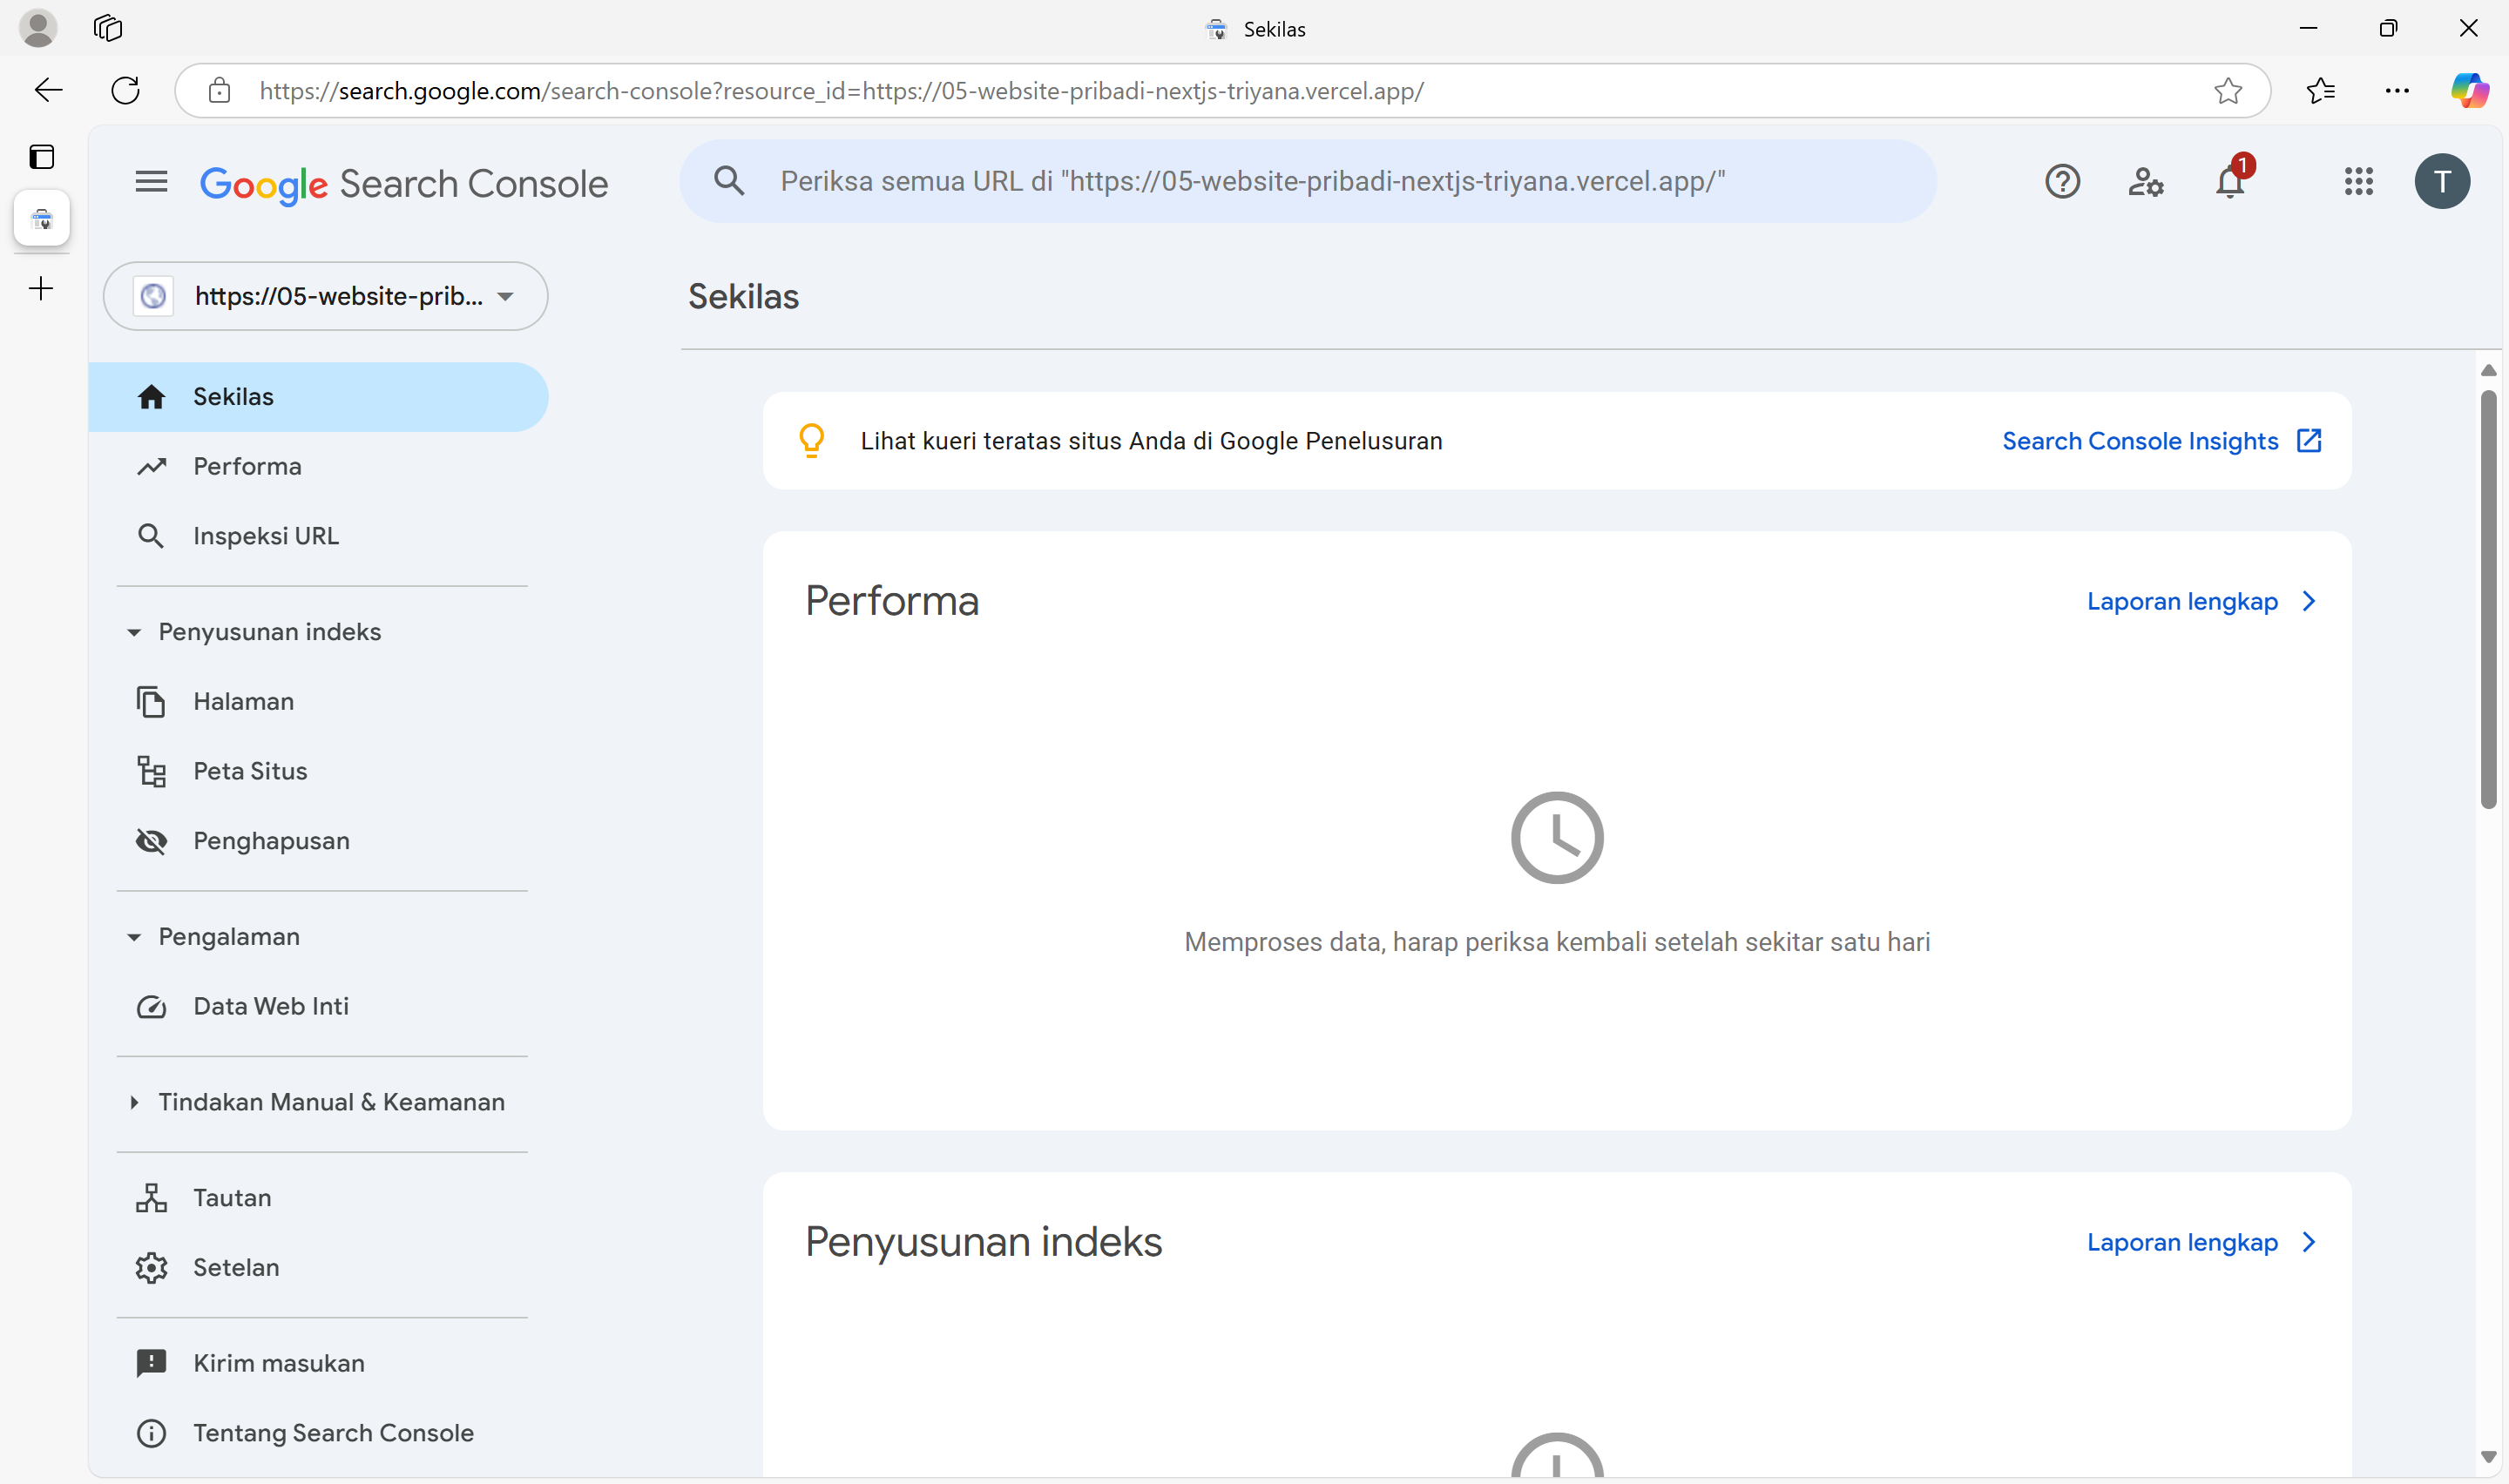 Sekilas
https://search.google.com/search-console?resource_id=https://05-website-pribadi-nextjs-triyana.vercel.app/
Google Search Console
Periksa semua URL di "https://05-website-pribadi-nextjs-triyana.vercel.app/"
1
T
https://05-website-prib...
Sekilas
Performa
Inspeksi URL
Penyusunan indeks
Halaman
Peta Situs
Penghapusan
Pengalaman
Data Web Inti
Tindakan Manual & Keamanan
Tautan
Setelan
Kirim masukan
Tentang Search Console
Sekilas
Lihat kueri teratas situs Anda di Google Penelusuran
Search Console Insights
Performa
Laporan lengkap
Memproses data, harap periksa kembali setelah sekitar satu hari
Penyusunan indeks
Laporan lengkap